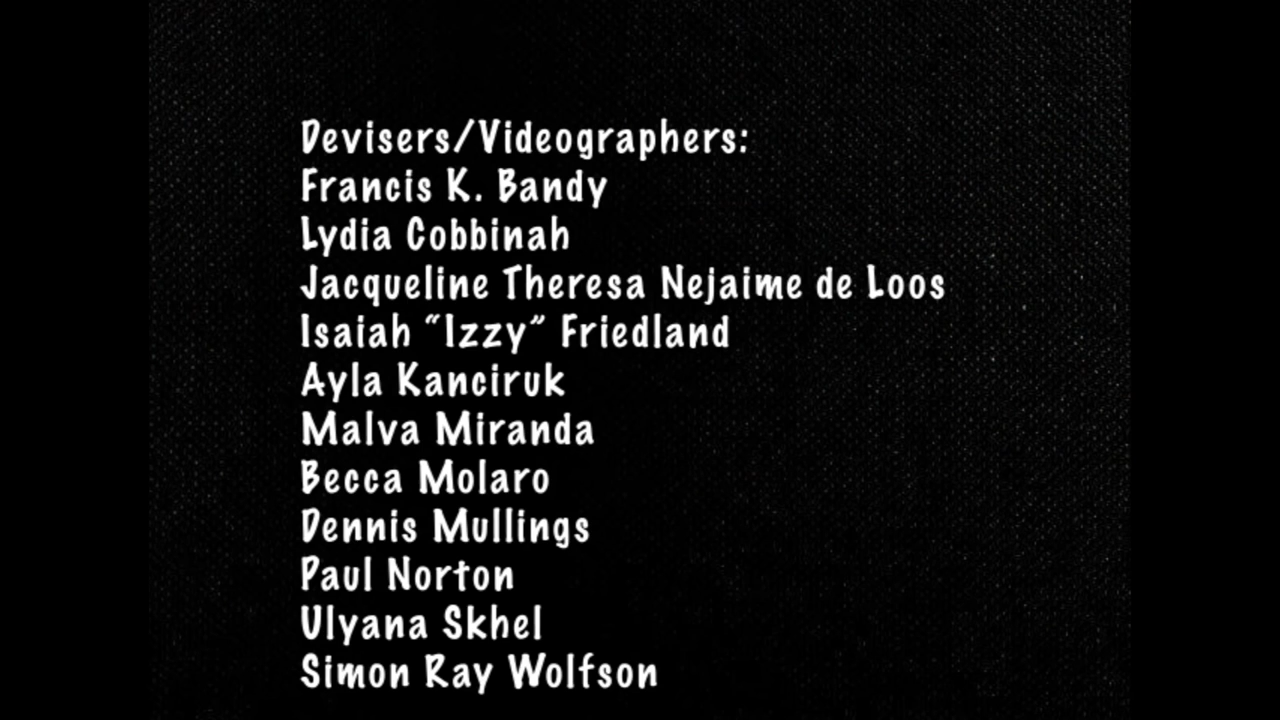 Devisers/Videographers:
Francis K. Bandy
Lydia Cobbinah
Jacqueline Theresa Nejaime de Loos
Isaiah “Izzy” Friedland
Ayla Kanciruk
Malva Miranda
Becca Molaro
Dennis Mullings
Paul Norton
Ulyana Skhel
Simon Ray Wolfson